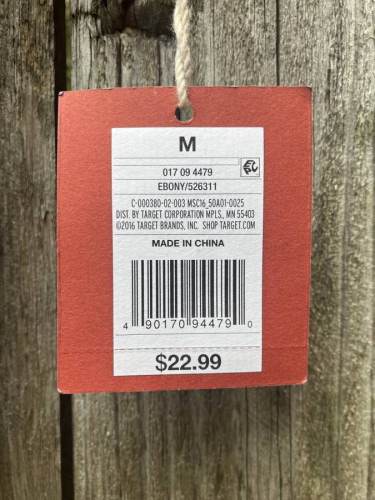 M
017 09 4479
EBONY/526311
C-000380-02-003 MSC16_50A01-0025
DIST. BY TARGET CORPORATION MPLS., MN 55403
©2016 TARGET BRANDS, INC. SHOP TARGET.COM
MADE IN CHINA
4 90170 94479 0
$22.99